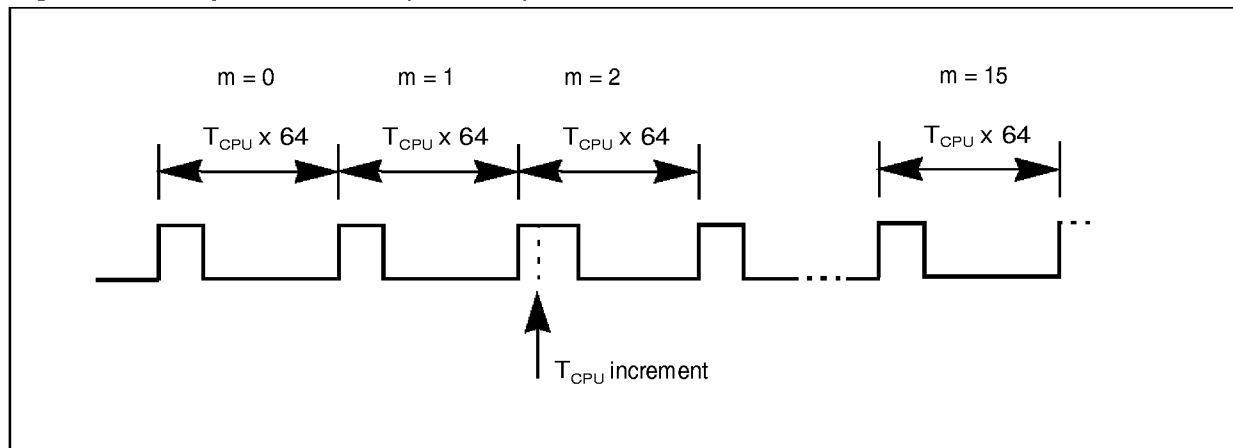 m = 0 m = 1 m = 2 m = 15
T_CPU x 64 T_CPU x 64 T_CPU x 64 T_CPU x 64
T_CPU increment